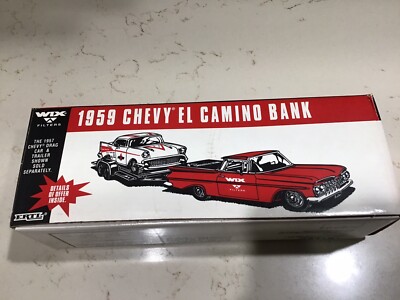 WIX
FILTERS
1959 CHEVY® EL CAMINO BANK
THE 1957
CHEVY® DRAG
CAR &
TRAILER
SHOWN
SOLD
SEPARATELY.
DETAILS
OF OFFER
INSIDE.
ERTL
WIX
FILTERS